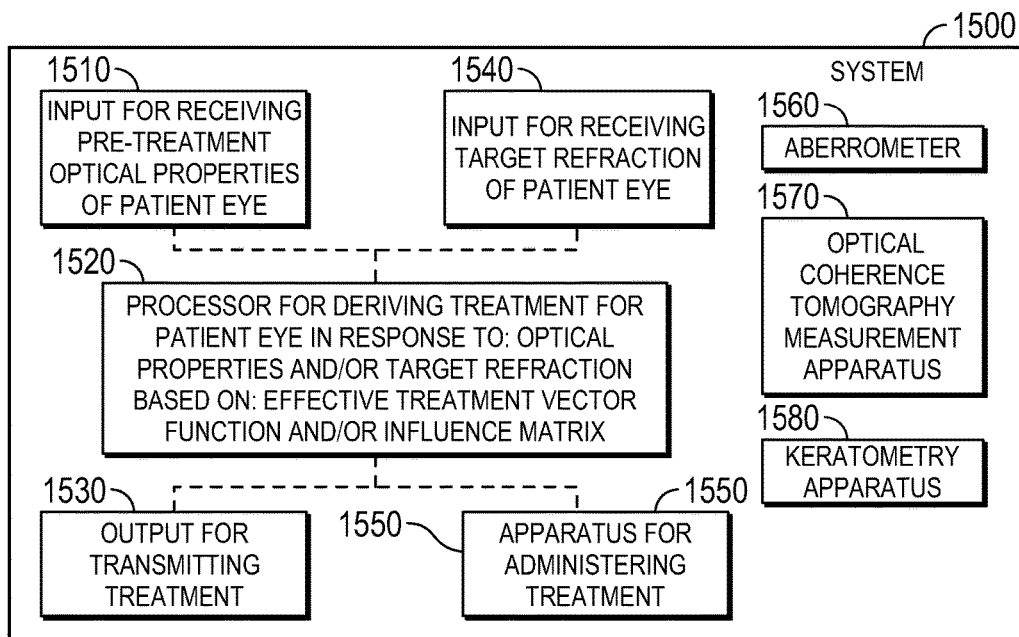 1500
SYSTEM
1510
INPUT FOR RECEIVING
PRE-TREATMENT
OPTICAL PROPERTIES
OF PATIENT EYE
1540
INPUT FOR RECEIVING
TARGET REFRACTION
OF PATIENT EYE
1560
ABERROMETER
1570
OPTICAL
COHERENCE
TOMOGRAPHY
MEASUREMENT
APPARATUS
1520
PROCESSOR FOR DERIVING TREATMENT FOR
PATIENT EYE IN RESPONSE TO: OPTICAL
PROPERTIES AND/OR TARGET REFRACTION
BASED ON: EFFECTIVE TREATMENT VECTOR
FUNCTION AND/OR INFLUENCE MATRIX
1580
KERATOMETRY
APPARATUS
1530
OUTPUT FOR
TRANSMITTING
TREATMENT
1550
1550
APPARATUS FOR
ADMINISTERING
TREATMENT